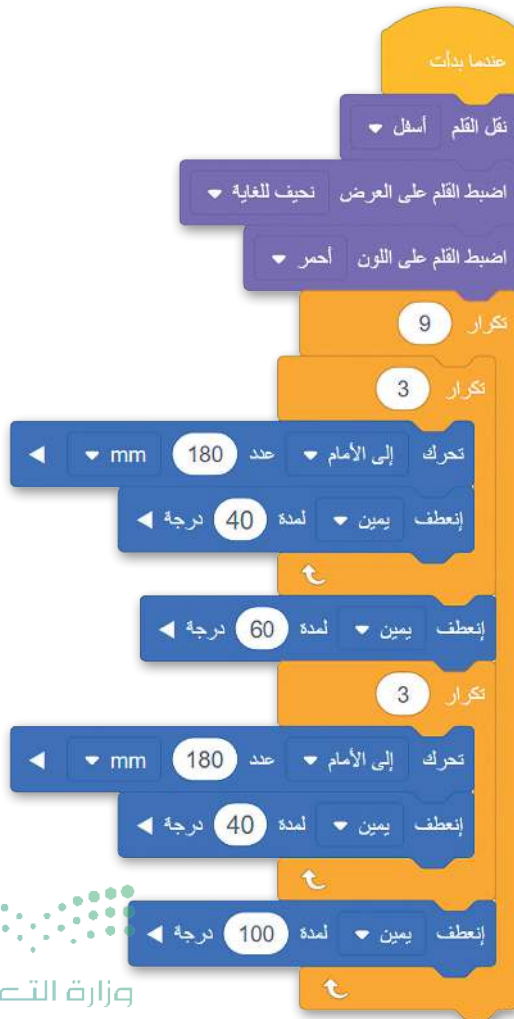 عندما بدأت
نقل القلم أسفل
اضبط القلم على العرض نحيف للغاية
اضبط القلم على اللون أحمر
تكرار 9
تكرار 3
تحرك إلى الأمام عدد 180 mm
إنعطف يمين لمدة 40 درجة
إنعطف يمين لمدة 60 درجة
تكرار 3
تحرك إلى الأمام عدد 180 mm
إنعطف يمين لمدة 40 درجة
إنعطف يمين لمدة 100 درجة
وزارة التع